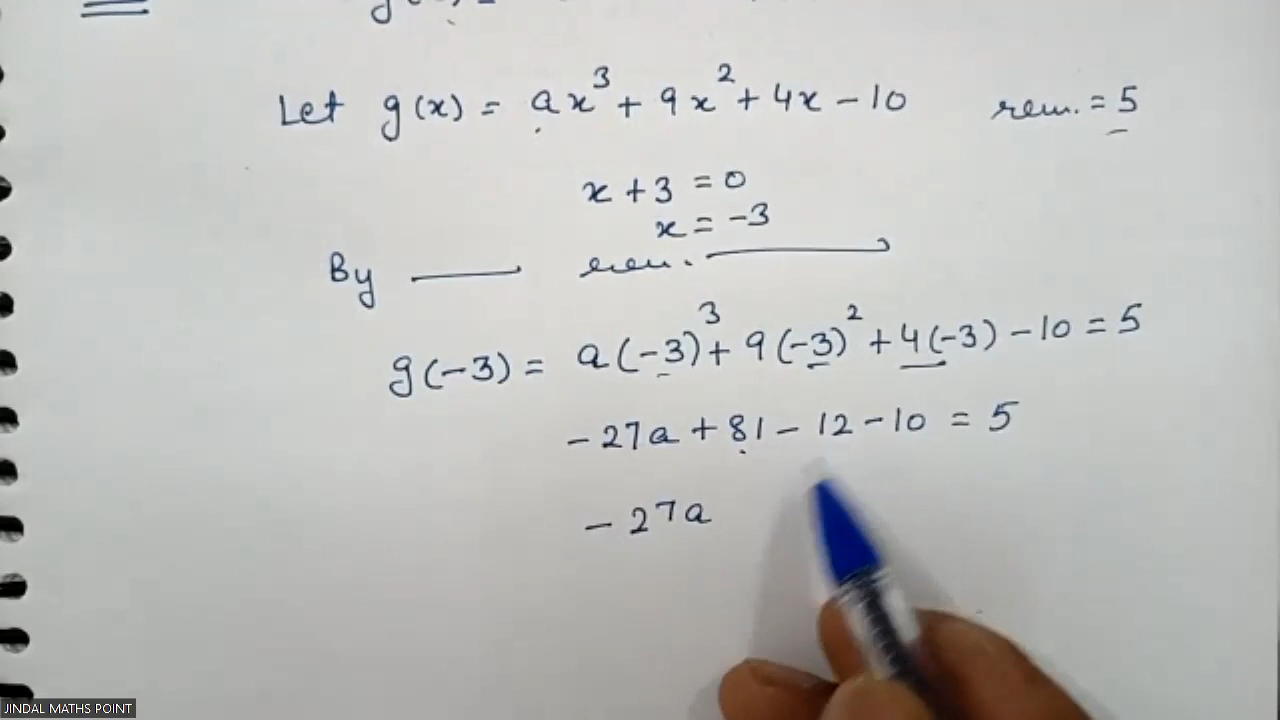 Let g(x) = ax³ + 9x² + 4x - 10 rem. = 5
x + 3 = 0
x = -3
By —— rem. ——
g(-3) = a(-3)³ + 9(-3)² + 4(-3) - 10 = 5
- 27a + 81 - 12 - 10 = 5
- 27a
JINDAL MATHS POINT